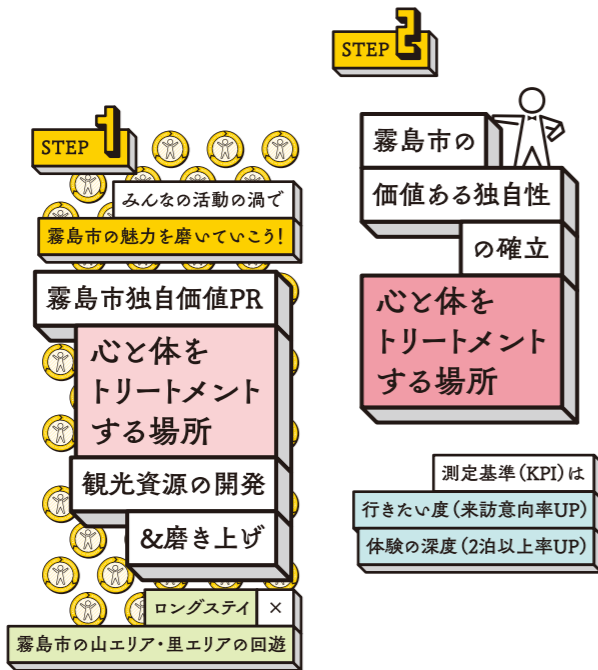 STEP 1
みんなの活動の渦で
霧島市の魅力を磨いていこう!
霧島市独自価値PR
心と体を
トリートメント
する場所
観光資源の開発
&磨き上げ
ロングステイ ×
霧島市の山エリア・里エリアの回遊
STEP 2
霧島市の
価値ある独自性
の確立
心と体を
トリートメント
する場所
測定基準(KPI)は
行きたい度(来訪意向率UP)
体験の深度(2泊以上率UP)